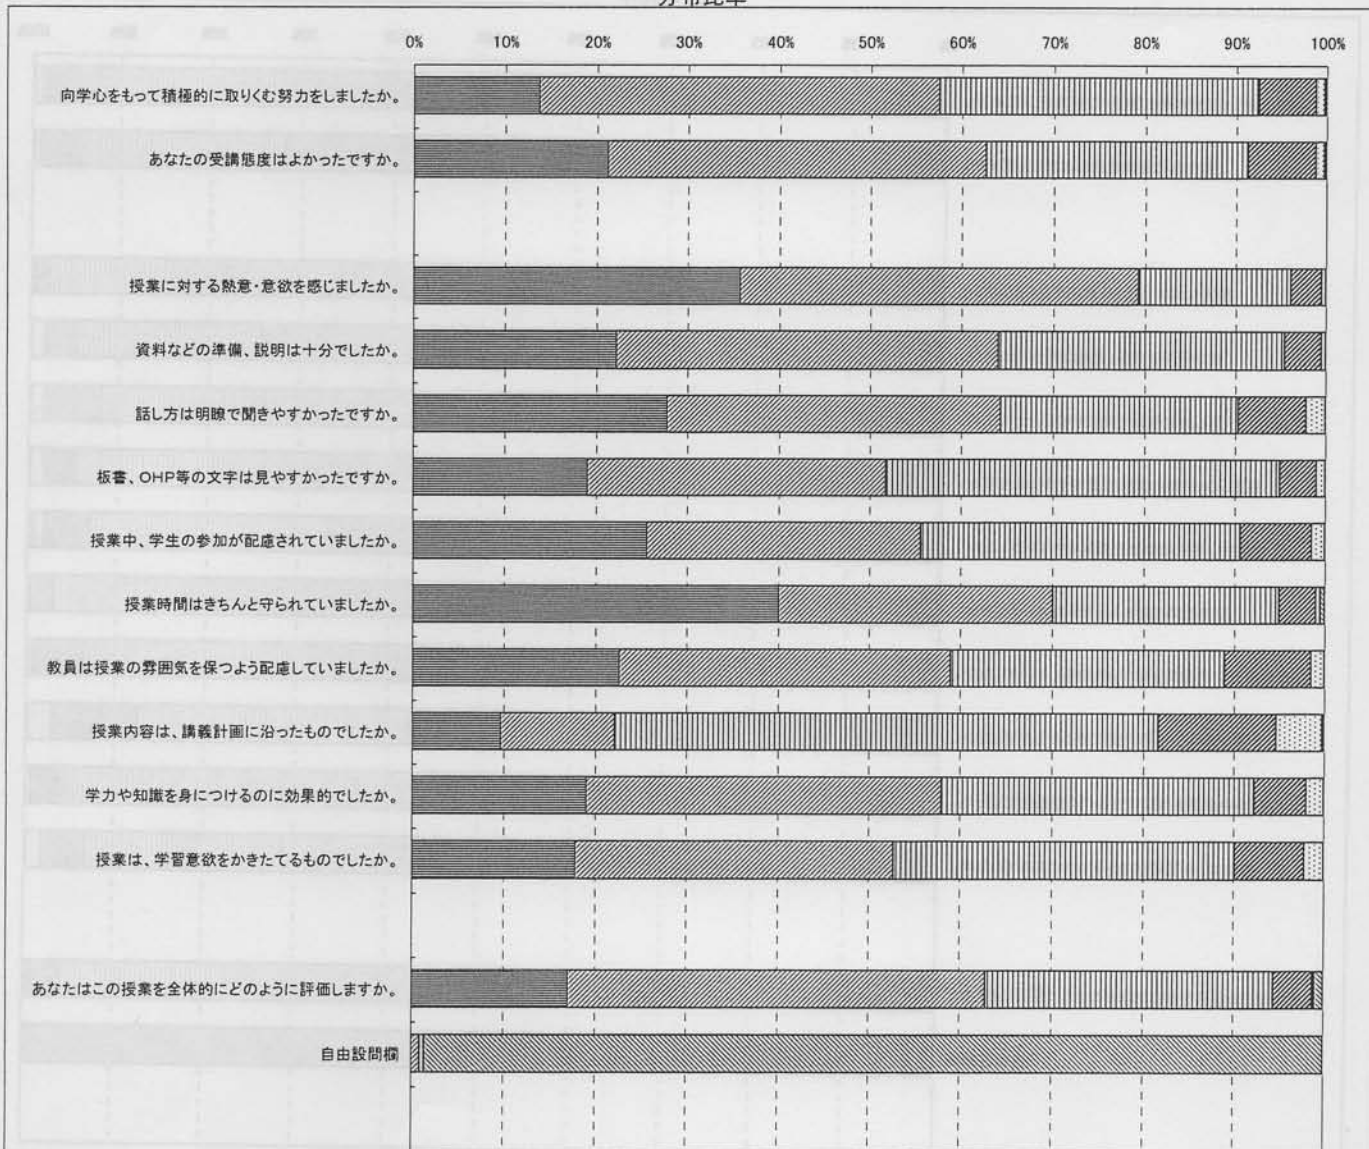 0% 10% 20% 30% 40% 50% 60% 70% 80% 90% 100%
向学心をもって積極的に取りくむ努力をしましたか。
あなたの受講態度はよかったですか。
授業に対する熱意・意欲を感じましたか。
資料などの準備、説明は十分でしたか。
話し方は明瞭で聞きやすかったですか。
板書、OHP等の文字は見やすかったですか。
授業中、学生の参加が配慮されていましたか。
授業時間はきちんと守られていましたか。
教員は授業の雰囲気を保つよう配慮していましたか。
授業内容は、講義計画に沿ったものでしたか。
学力や知識を身につけるのに効果的でしたか。
授業は、学習意欲をかきたてるものでしたか。
あなたはこの授業を全体的にどのように評価しますか。
自由設問欄